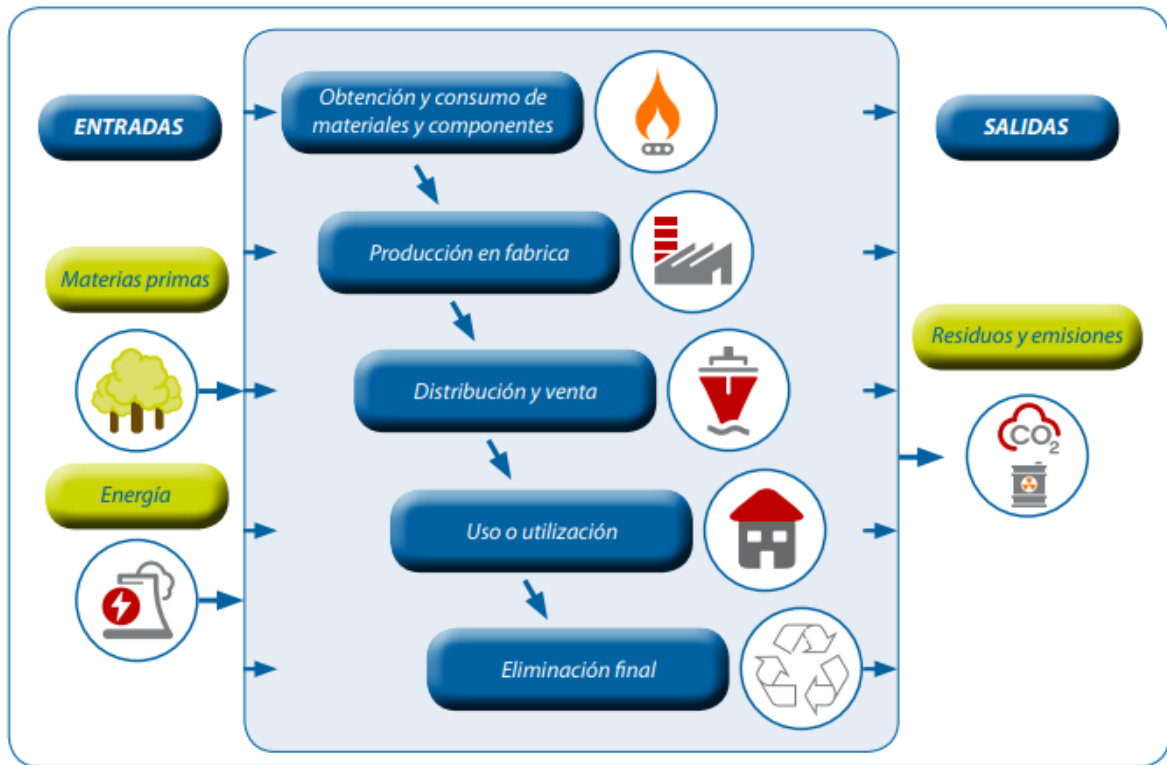 ENTRADAS
Obtención y consumo de
materiales y componentes
SALIDAS
Materias primas
Producción en fabrica
Residuos y emisiones
Distribución y venta
CO2
Energía
Uso o utilización
Eliminación final